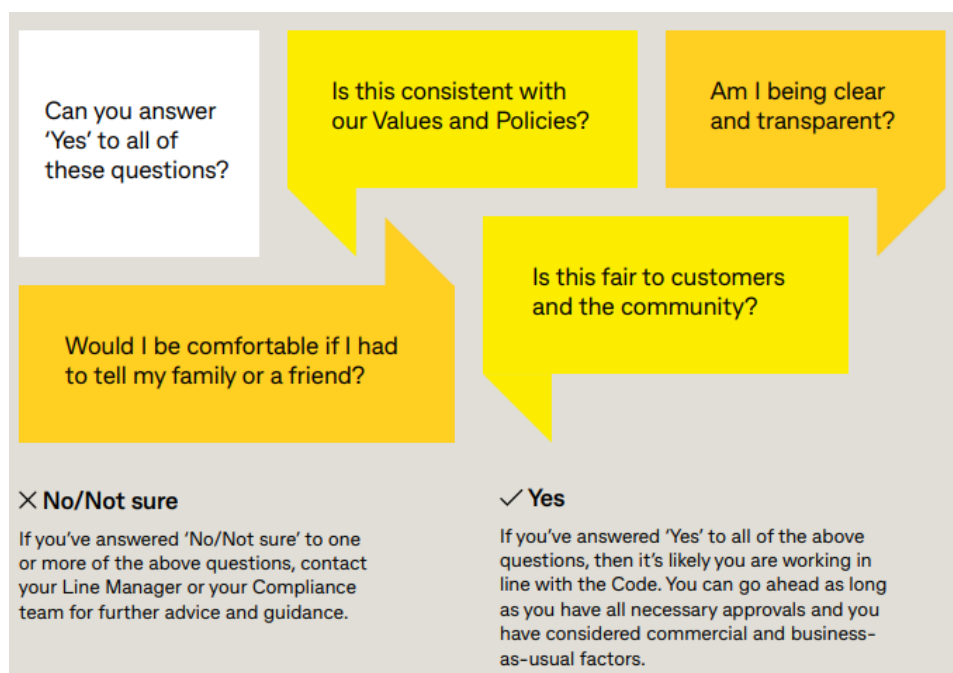 Can you answer
‘Yes’ to all of
these questions?
Is this consistent with
our Values and Policies?
Am I being clear
and transparent?
Would I be comfortable if I had
to tell my family or a friend?
Is this fair to customers
and the community?
✕ No/Not sure
If you’ve answered ‘No/Not sure’ to one
or more of the above questions, contact
your Line Manager or your Compliance
team for further advice and guidance.
✓ Yes
If you’ve answered ‘Yes’ to all of the above
questions, then it’s likely you are working in
line with the Code. You can go ahead as long
as you have all necessary approvals and you
have considered commercial and business-
as-usual factors.